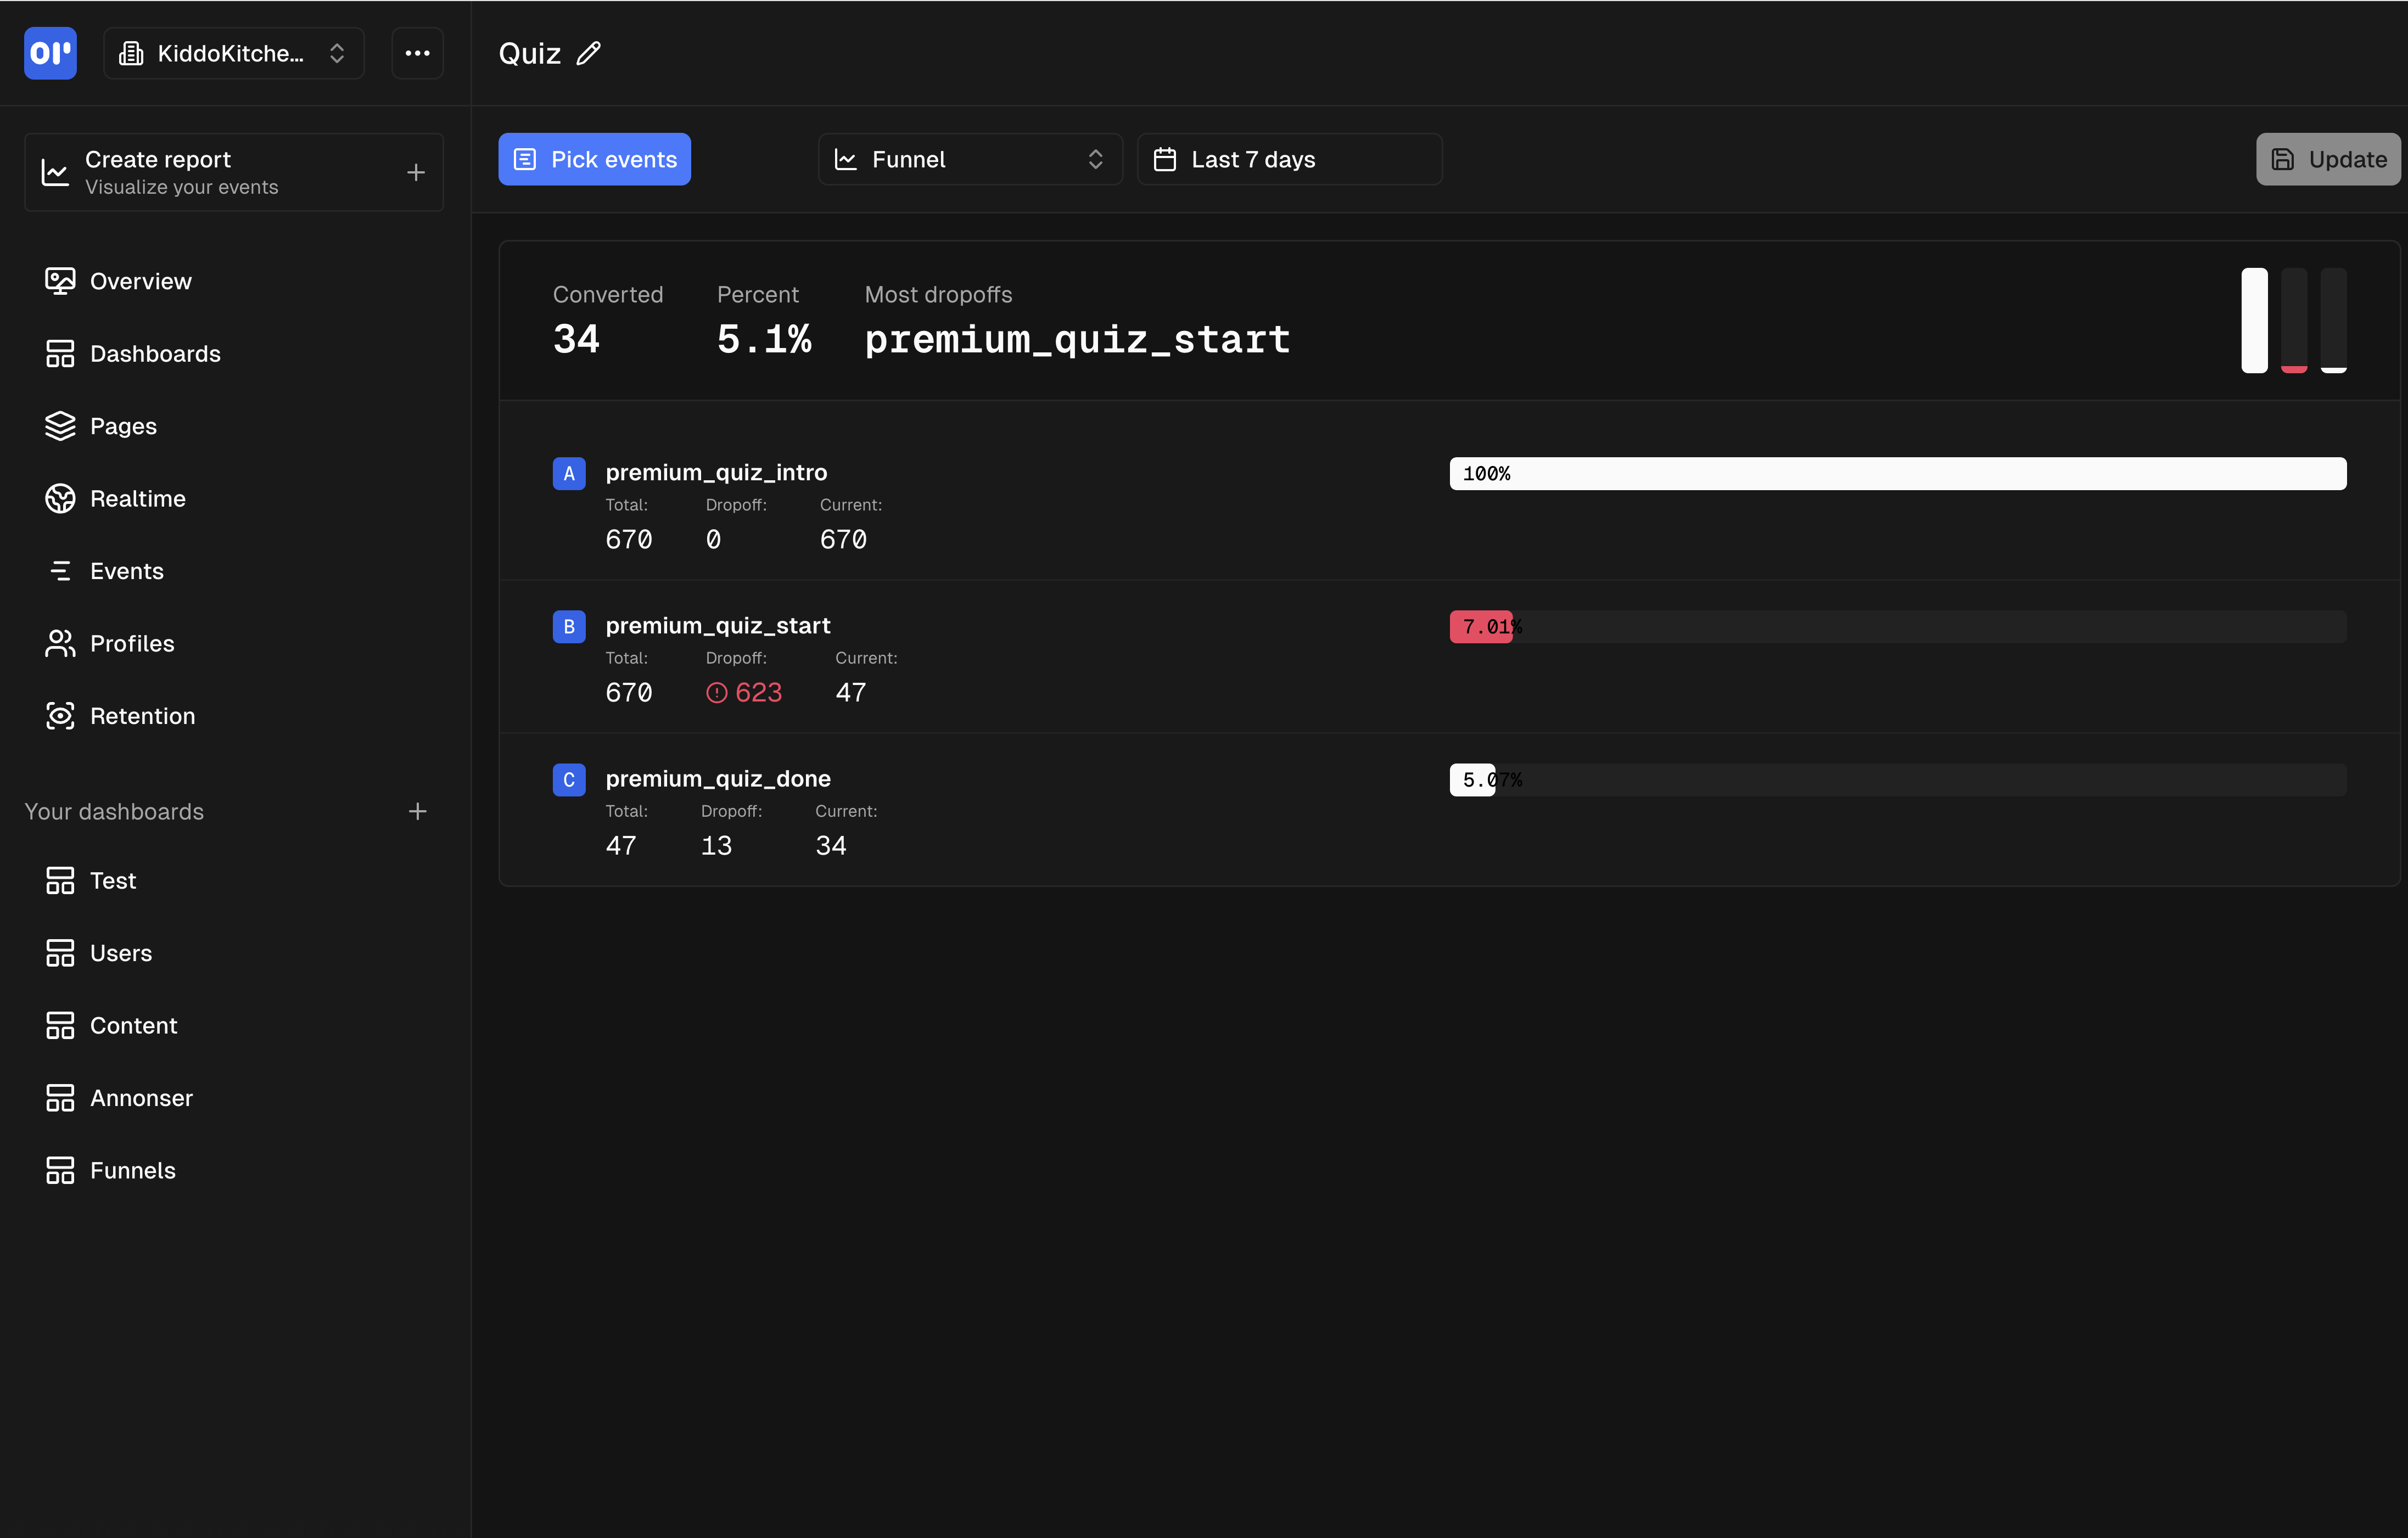 KiddoKitche...
Quiz
Create report
Visualize your events
Pick events
Funnel
Last 7 days
Update
Overview
Dashboards
Pages
Realtime
Events
Profiles
Retention
Your dashboards
Test
Users
Content
Annonser
Funnels
Converted Percent Most dropoffs
34 5.1% premium_quiz_start
A premium_quiz_intro 100%
Total: Dropoff: Current:
670 0 670
B premium_quiz_start 7.01%
Total: Dropoff: Current:
670 623 47
C premium_quiz_done 5.07%
Total: Dropoff: Current:
47 13 34